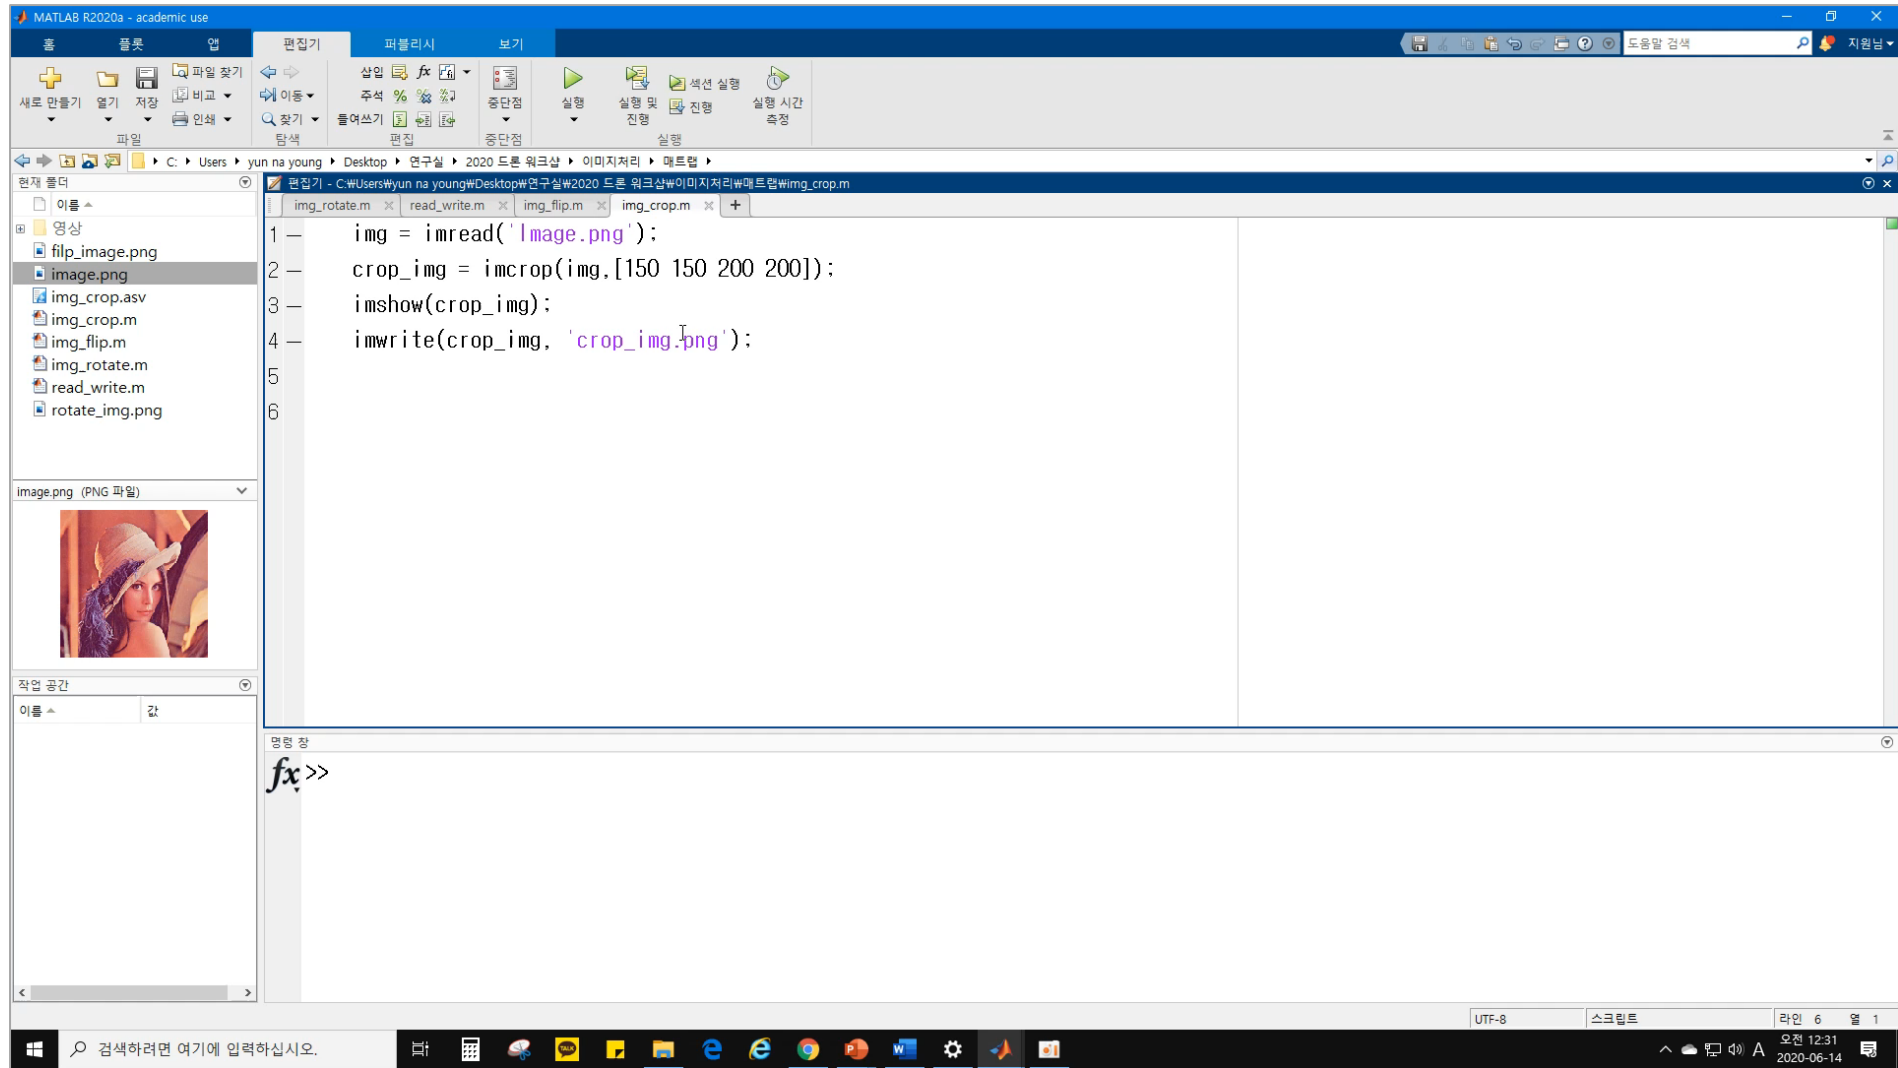 MATLAB R2020a - academic use
홈 플롯 앱 편집기 퍼블리시 보기
도움말 검색 지원님
새로 만들기 열기 저장 파일 찾기 비교 인쇄
파일
이동 찾기
탐색
삽입 fx
주석 %
들여쓰기
편집
중단점
중단점
실행 실행 및 진행 섹션 실행 진행 실행 시간 측정
실행
C: Users yun na young Desktop 연구실 2020 드론 워크샵 이미지처리 매트랩
현재 폴더
이름
영상
filp_image.png
image.png
img_crop.asv
img_crop.m
img_flip.m
img_rotate.m
read_write.m
rotate_img.png
image.png (PNG 파일)
작업 공간
이름 값
편집기 - C:₩Users₩yun na young₩Desktop₩연구실₩2020 드론 워크샵₩이미지처리₩매트랩₩img_crop.m
img_rotate.m read_write.m img_flip.m img_crop.m
1 — img = imread('Image.png');
2 — crop_img = imcrop(img,[150 150 200 200]);
3 — imshow(crop_img);
4 — imwrite(crop_img, 'crop_img.png');
5
6
명령 창
fx >>
UTF-8 스크립트 라인 6 열 1
검색하려면 여기에 입력하십시오.
TALK
A 오전 12:31
2020-06-14